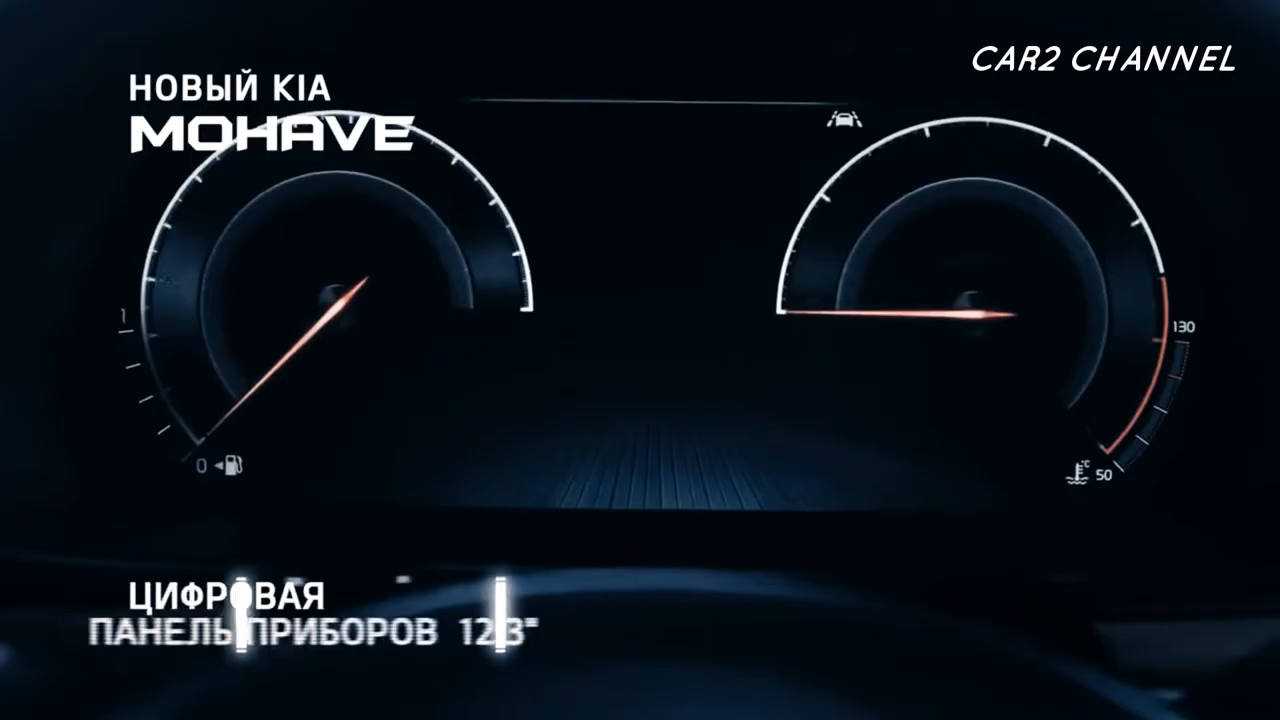 CAR2 CHANNEL
НОВЫЙ KIA
MOHAVE
1
130
0
°C
50
ЦИФРОВАЯ
ПАНЕЛЬ ПРИБОРОВ 12,3"